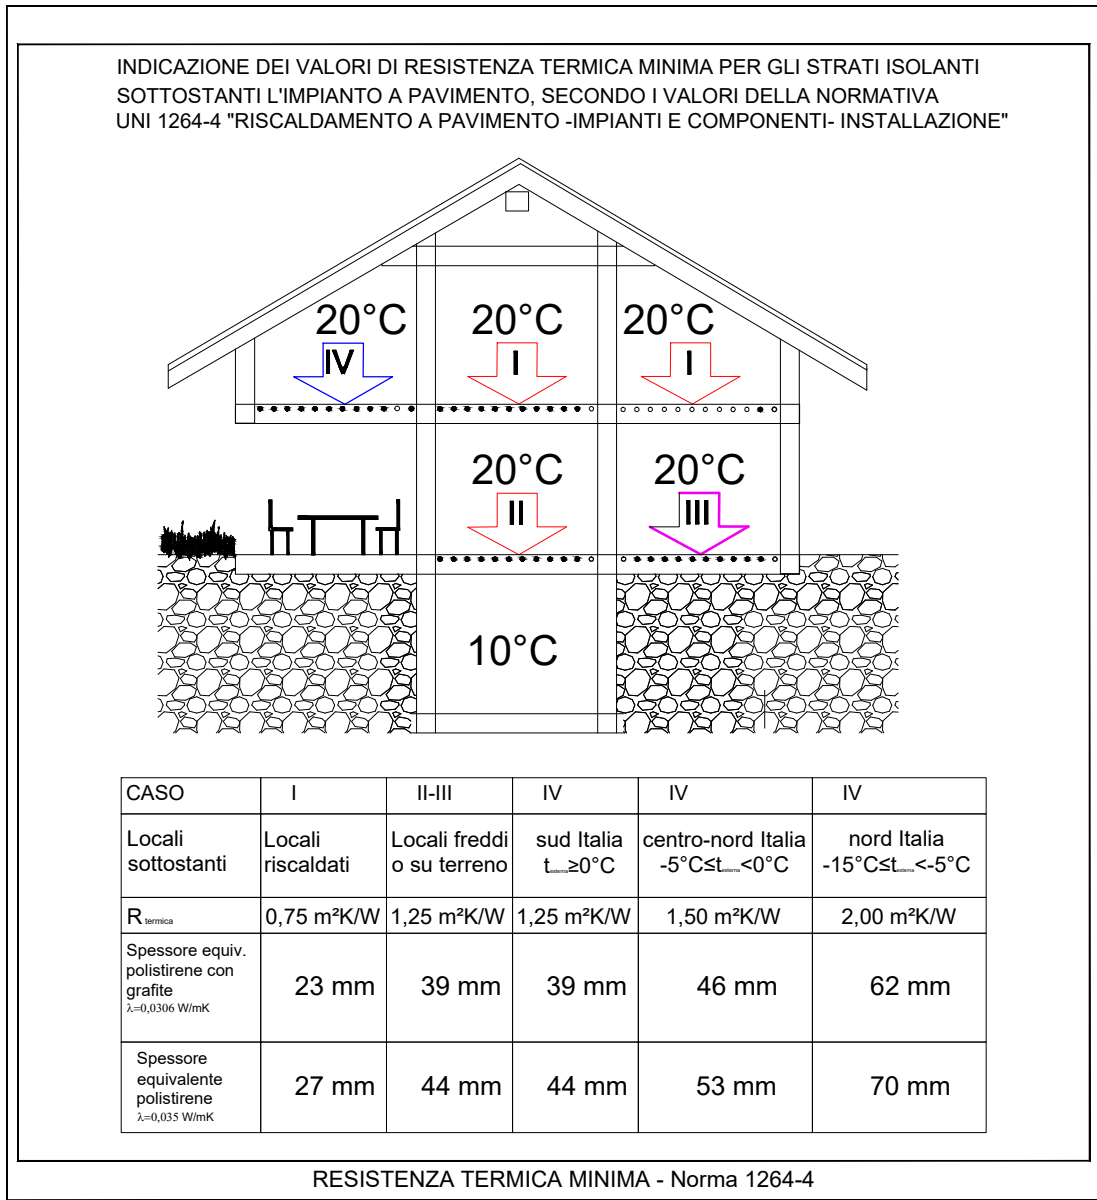 INDICAZIONE DEI VALORI DI RESISTENZA TERMICA MINIMA PER GLI STRATI ISOLANTI
SOTTOSTANTI L'IMPIANTO A PAVIMENTO, SECONDO I VALORI DELLA NORMATIVA
UNI 1264-4 "RISCALDAMENTO A PAVIMENTO -IMPIANTI E COMPONENTI- INSTALLAZIONE"
20°C 20°C 20°C
IV I I
20°C 20°C
II III
10°C
CASO I II-III IV IV IV
Locali sottostanti
Locali riscaldati
Locali freddi o su terreno
sud Italia
t esterna ≥0°C
centro-nord Italia
-5°C≤t esterna <0°C
nord Italia
-15°C≤t esterna <-5°C
R termica 0,75 m²K/W 1,25 m²K/W 1,25 m²K/W 1,50 m²K/W 2,00 m²K/W
Spessore equiv.
polistirene con
grafite
λ=0,0306 W/mK
23 mm 39 mm 39 mm 46 mm 62 mm
Spessore
equivalente
polistirene
λ=0,035 W/mK
27 mm 44 mm 44 mm 53 mm 70 mm
RESISTENZA TERMICA MINIMA - Norma 1264-4